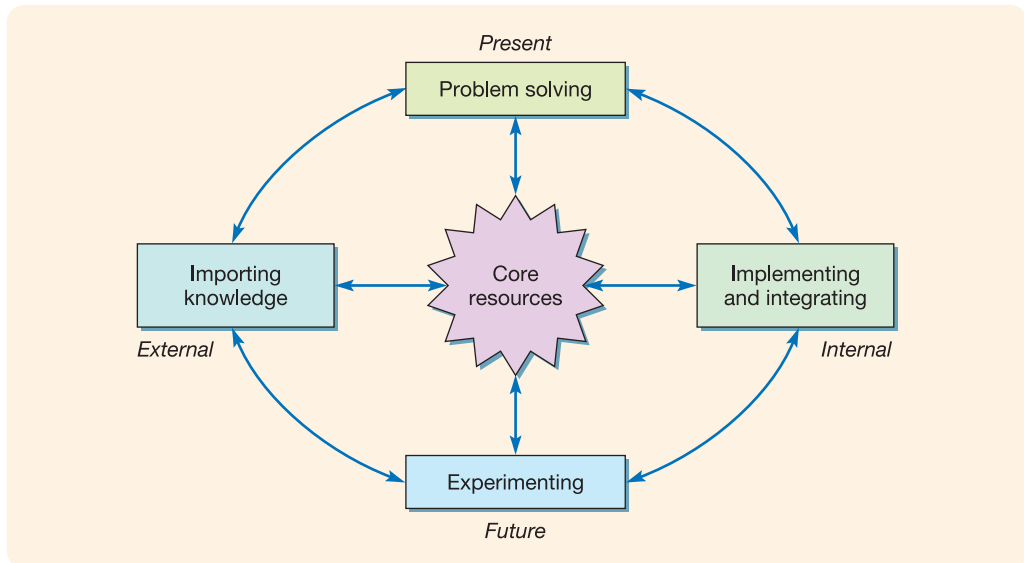 Present
Problem solving
Importing
knowledge
Core
resources
Implementing
and integrating
External
Internal
Experimenting
Future